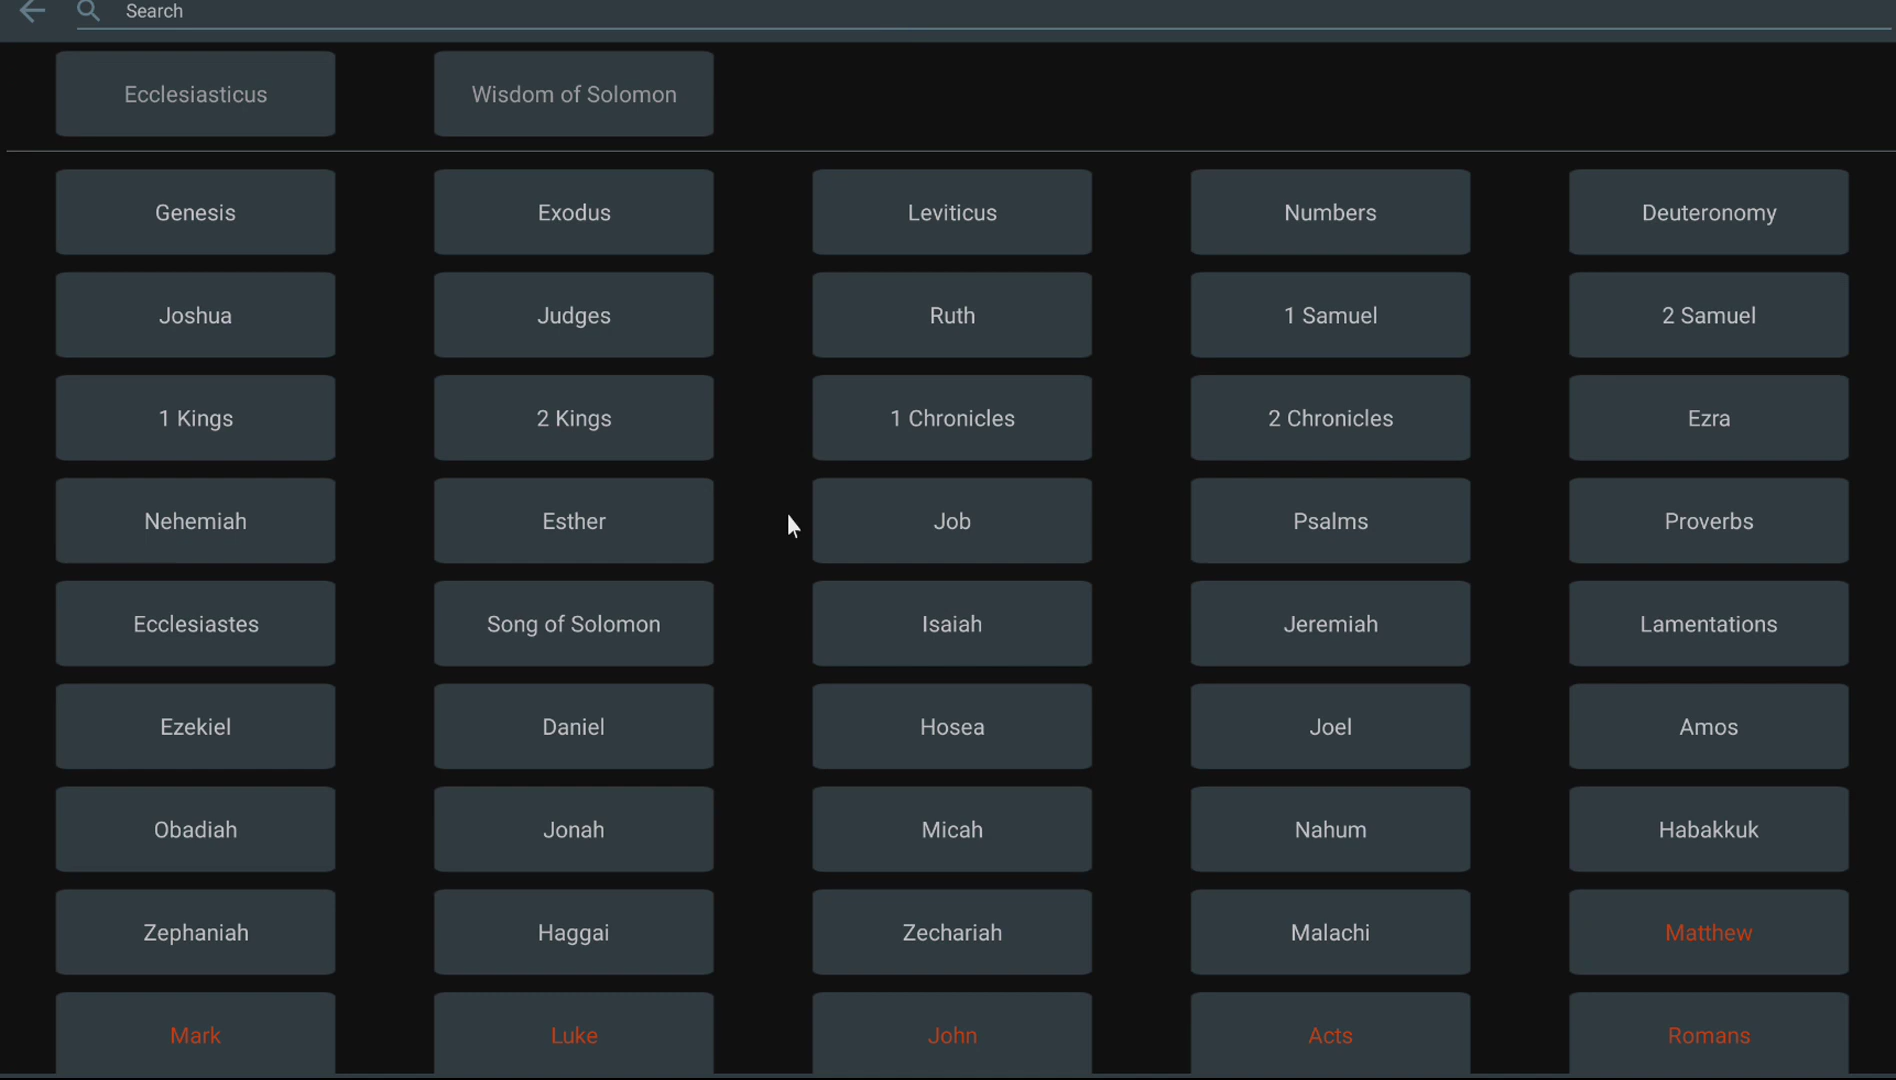 Search
Ecclesiasticus
Wisdom of Solomon
Genesis
Exodus
Leviticus
Numbers
Deuteronomy
Joshua
Judges
Ruth
1 Samuel
2 Samuel
1 Kings
2 Kings
1 Chronicles
2 Chronicles
Ezra
Nehemiah
Esther
Job
Psalms
Proverbs
Ecclesiastes
Song of Solomon
Isaiah
Jeremiah
Lamentations
Ezekiel
Daniel
Hosea
Joel
Amos
Obadiah
Jonah
Micah
Nahum
Habakkuk
Zephaniah
Haggai
Zechariah
Malachi
Matthew
Mark
Luke
John
Acts
Romans